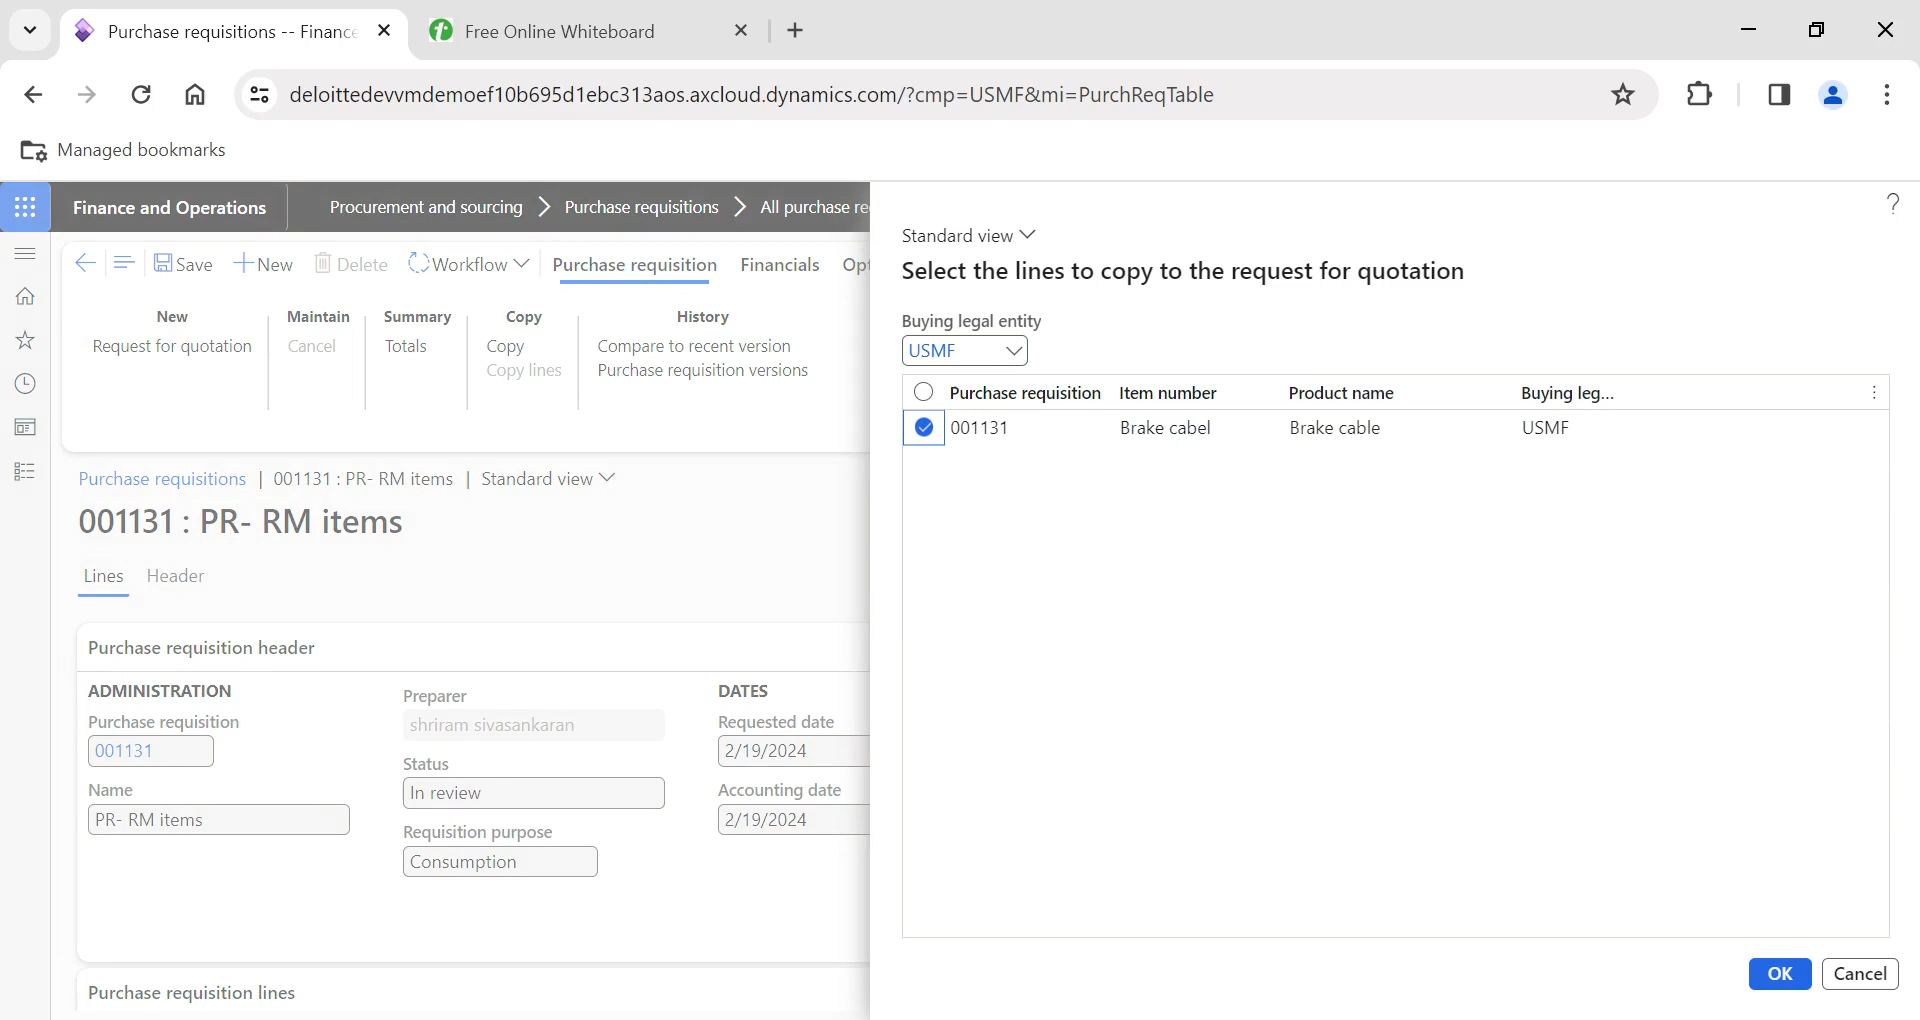 Purchase requisitions -- Finance
Free Online Whiteboard
deloittedevvmdemoef10b695d1ebc313aos.axcloud.dynamics.com/?cmp=USMF&mi=PurchReqTable
Managed bookmarks
Finance and Operations
Procurement and sourcing
Purchase requisitions
All purchase re
?
Save
New
Delete
Workflow
Purchase requisition
Financials
Opt
New
Maintain
Summary
Copy
History
Request for quotation
Cancel
Totals
Copy
Compare to recent version
Copy lines
Purchase requisition versions
Purchase requisitions | 001131 : PR- RM items | Standard view
001131 : PR- RM items
Lines
Header
Purchase requisition header
ADMINISTRATION
Purchase requisition
001131
Name
PR- RM items
Preparer
shriram sivasankaran
Status
In review
Requisition purpose
Consumption
DATES
Requested date
2/19/2024
Accounting date
2/19/2024
Purchase requisition lines
Standard view
Select the lines to copy to the request for quotation
Buying legal entity
USMF
Purchase requisition Item number Product name Buying leg...
001131 Brake cabel Brake cable USMF
OK
Cancel